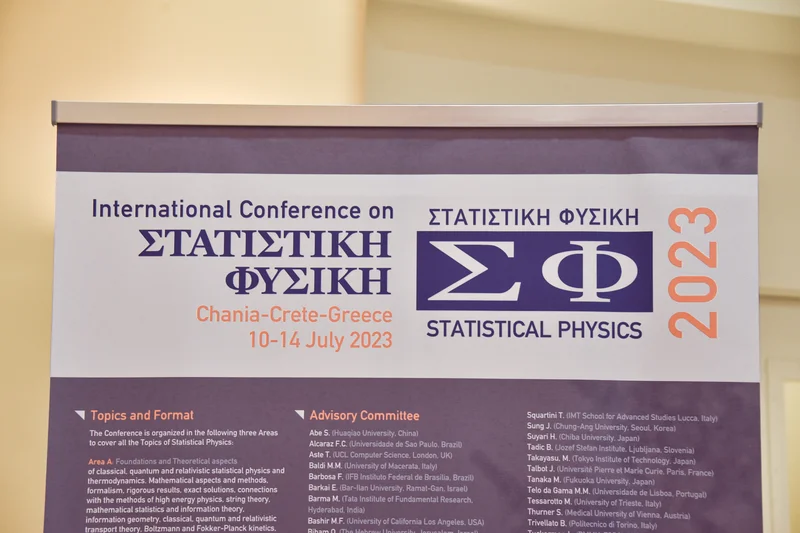 International Conference on
ΣΤΑΤΙΣΤΙΚΗ
ΦΥΣΙΚΗ
Chania-Crete-Greece
10-14 July 2023
ΣΤΑΤΙΣΤΙΚΗ ΦΥΣΙΚΗ
Σ Φ
STATISTICAL PHYSICS
2023
Topics and Format
The Conference is organized in the following three Areas
to cover all the Topics of Statistical Physics:
Area A: Foundations and Theoretical aspects
of classical, quantum and relativistic statistical physics and
thermodynamics. Mathematical aspects and methods,
formalism, rigorous results, exact solutions, connections
with the methods of high energy physics, string theory,
mathematical statistics and information theory,
information geometry, classical, quantum and relativistic
transport theory, Boltzmann and Fokker-Planck kinetics,
Advisory Committee
Abe S. (Huaqiao University, China)
Alcaraz F.C. (Universidade de Sao Paulo, Brazil)
Aste T. (UCL Computer Science, London, UK)
Baldi M.M. (University of Macerata, Italy)
Barbosa F. (IFB Instituto Federal de Brasilia, Brazil)
Barkai E. (Bar-Ilan University, Ramat-Gan, Israel)
Barma M. (Tata Institute of Fundamental Research,
Hyderabad, India)
Bashir M.F. (University of California Los Angeles, USA)
Biham O. (The Hebrew University, Jerusalem, Israel)
Squartini T. (IMT School for Advanced Studies Lucca, Italy)
Sung J. (Chung-Ang University, Seoul, Korea)
Suyari H. (Chiba University, Japan)
Tadic B. (Jozef Stefan Institute, Ljubljana, Slovenia)
Takayasu, M. (Tokyo Institute of Technology, Japan)
Talbot J. (Université Pierre et Marie Curie, Paris, France)
Tanaka M. (Fukuoka University, Japan)
Telo da Gama M.M. (Universidade de Lisboa, Portugal)
Tessarotto M. (University of Trieste, Italy)
Thurner S. (Medical University of Vienna, Austria)
Trivellato B. (Politecnico di Torino, Italy)